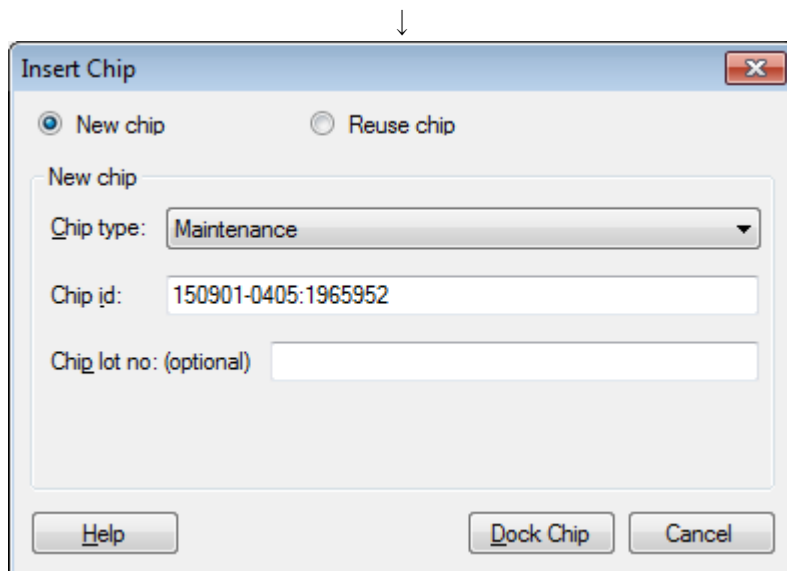 ↓
Insert Chip
New chip Reuse chip
New chip
Chip type: Maintenance
Chip id: 150901-0405:1965952
Chip lot no: (optional)
Help Dock Chip Cancel